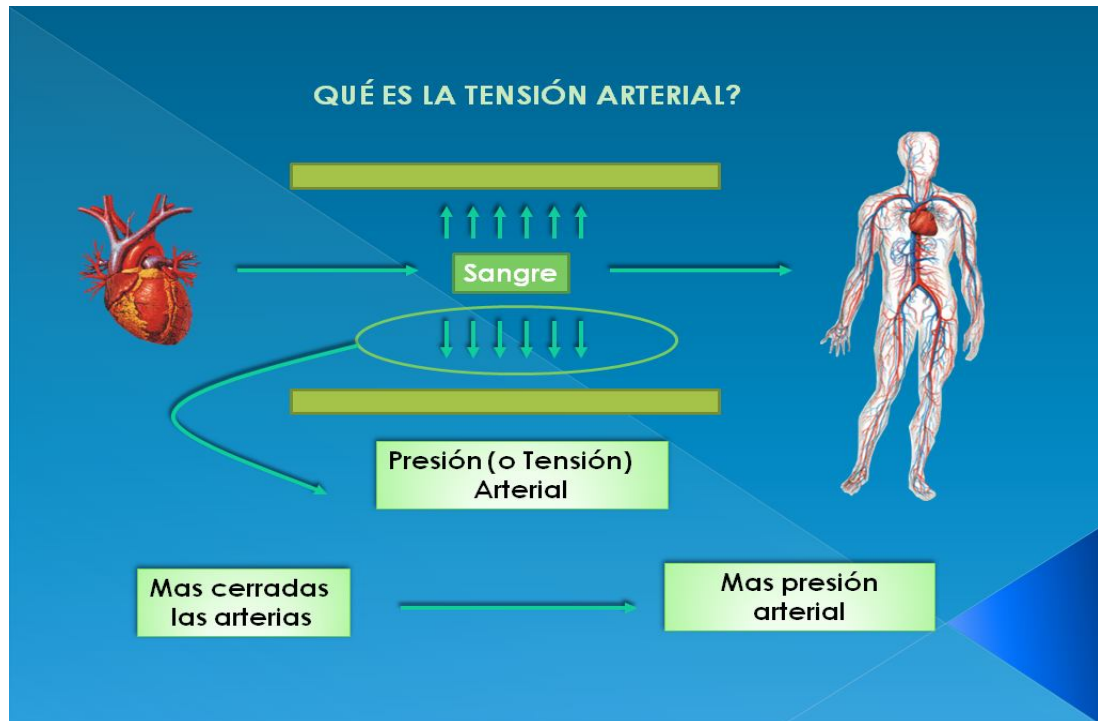 QUÉ ES LA TENSIÓN ARTERIAL?
Sangre
Presión (o Tensión)
Arterial
Mas cerradas
las arterias
Mas presión
arterial